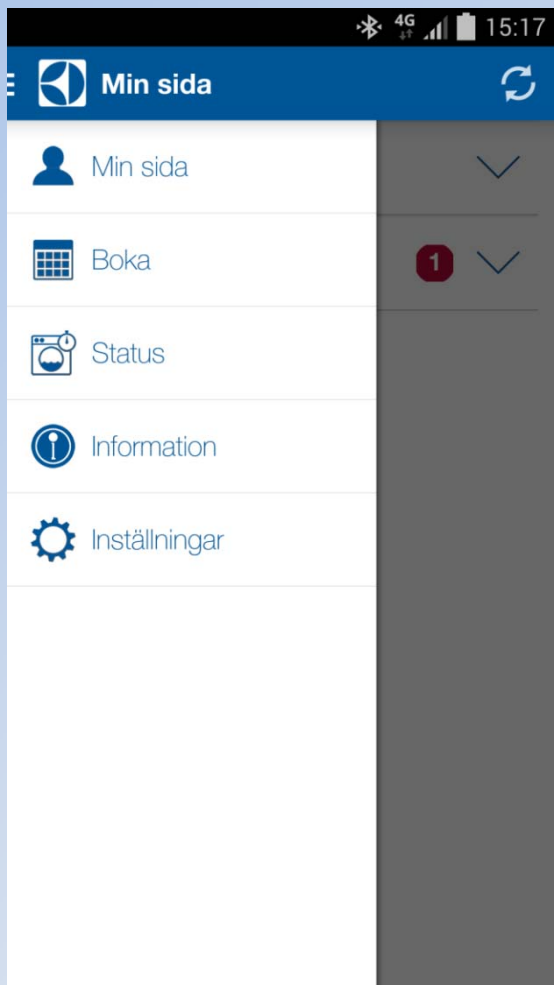 4G 15:17
Min sida
Min sida
Boka
1
Status
Information
Inställningar